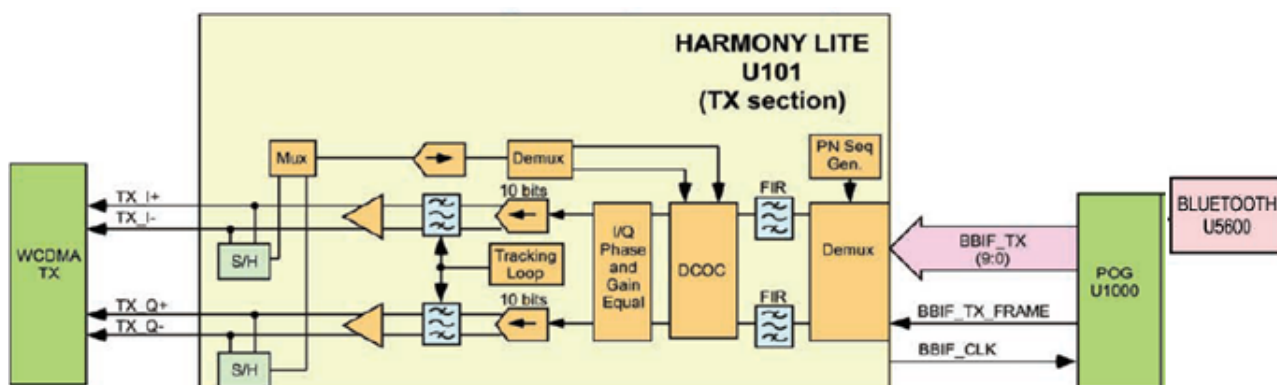 HARMONY LITE
U101
(TX section)
Mux
Demux
PN Seq
Gen.
TX_I+
TX_I-
10 bits
FIR
S/H
WCDMA
TX
Tracking
Loop
I/Q
Phase
and
Gain
Equal
DCOC
Demux
BBIF_TX
(9:0)
POG
U1000
BLUETOOTH
U5600
TX_Q+
TX_Q-
10 bits
FIR
S/H
BBIF_TX_FRAME
BBIF_CLK